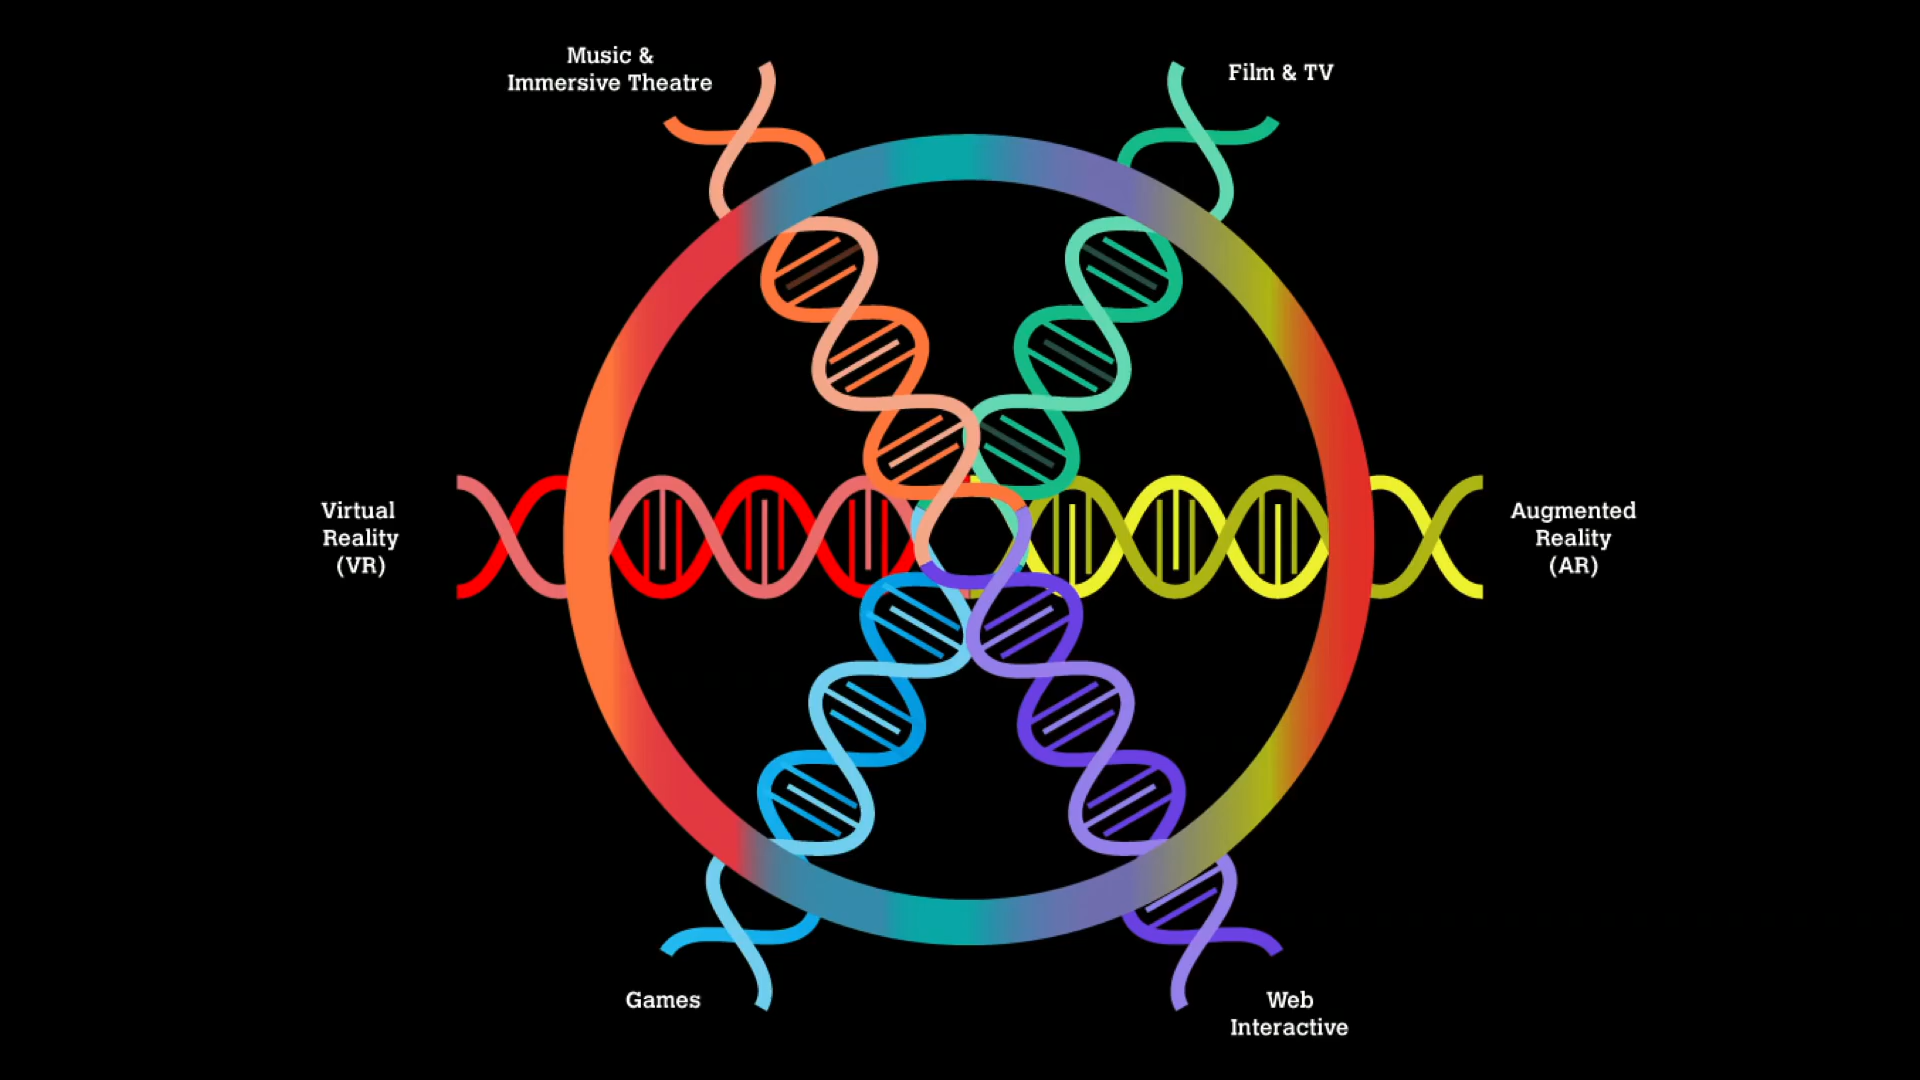 Music &
Immersive Theatre
Film & TV
Virtual
Reality
(VR)
Augmented
Reality
(AR)
Games
Web
Interactive